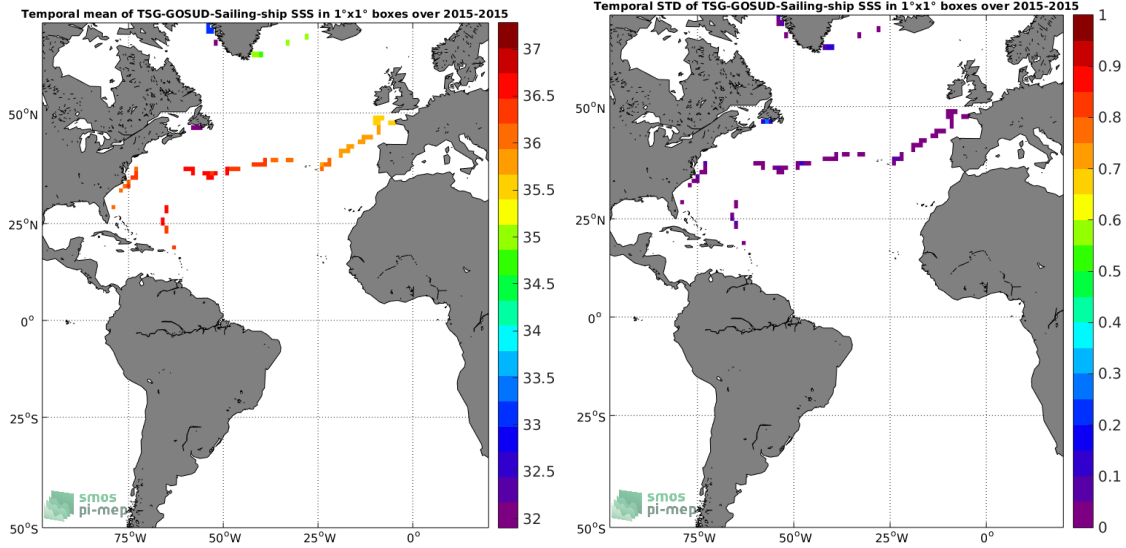 Temporal mean of TSG-GOSUD-Sailing-ship SSS in 1°x1° boxes over 2015-2015
50°N
25°N
0°
25°S
50°S
75°W
50°W
25°W
0°
37
36.5
36
35.5
35
34.5
34
33.5
33
32.5
32
smos
pi-mep
Temporal STD of TSG-GOSUD-Sailing-ship SSS in 1°x1° boxes over 2015-2015
50°N
25°N
0°
25°S
50°S
75°W
50°W
25°W
0°
1
0.9
0.8
0.7
0.6
0.5
0.4
0.3
0.2
0.1
0
smos
pi-mep